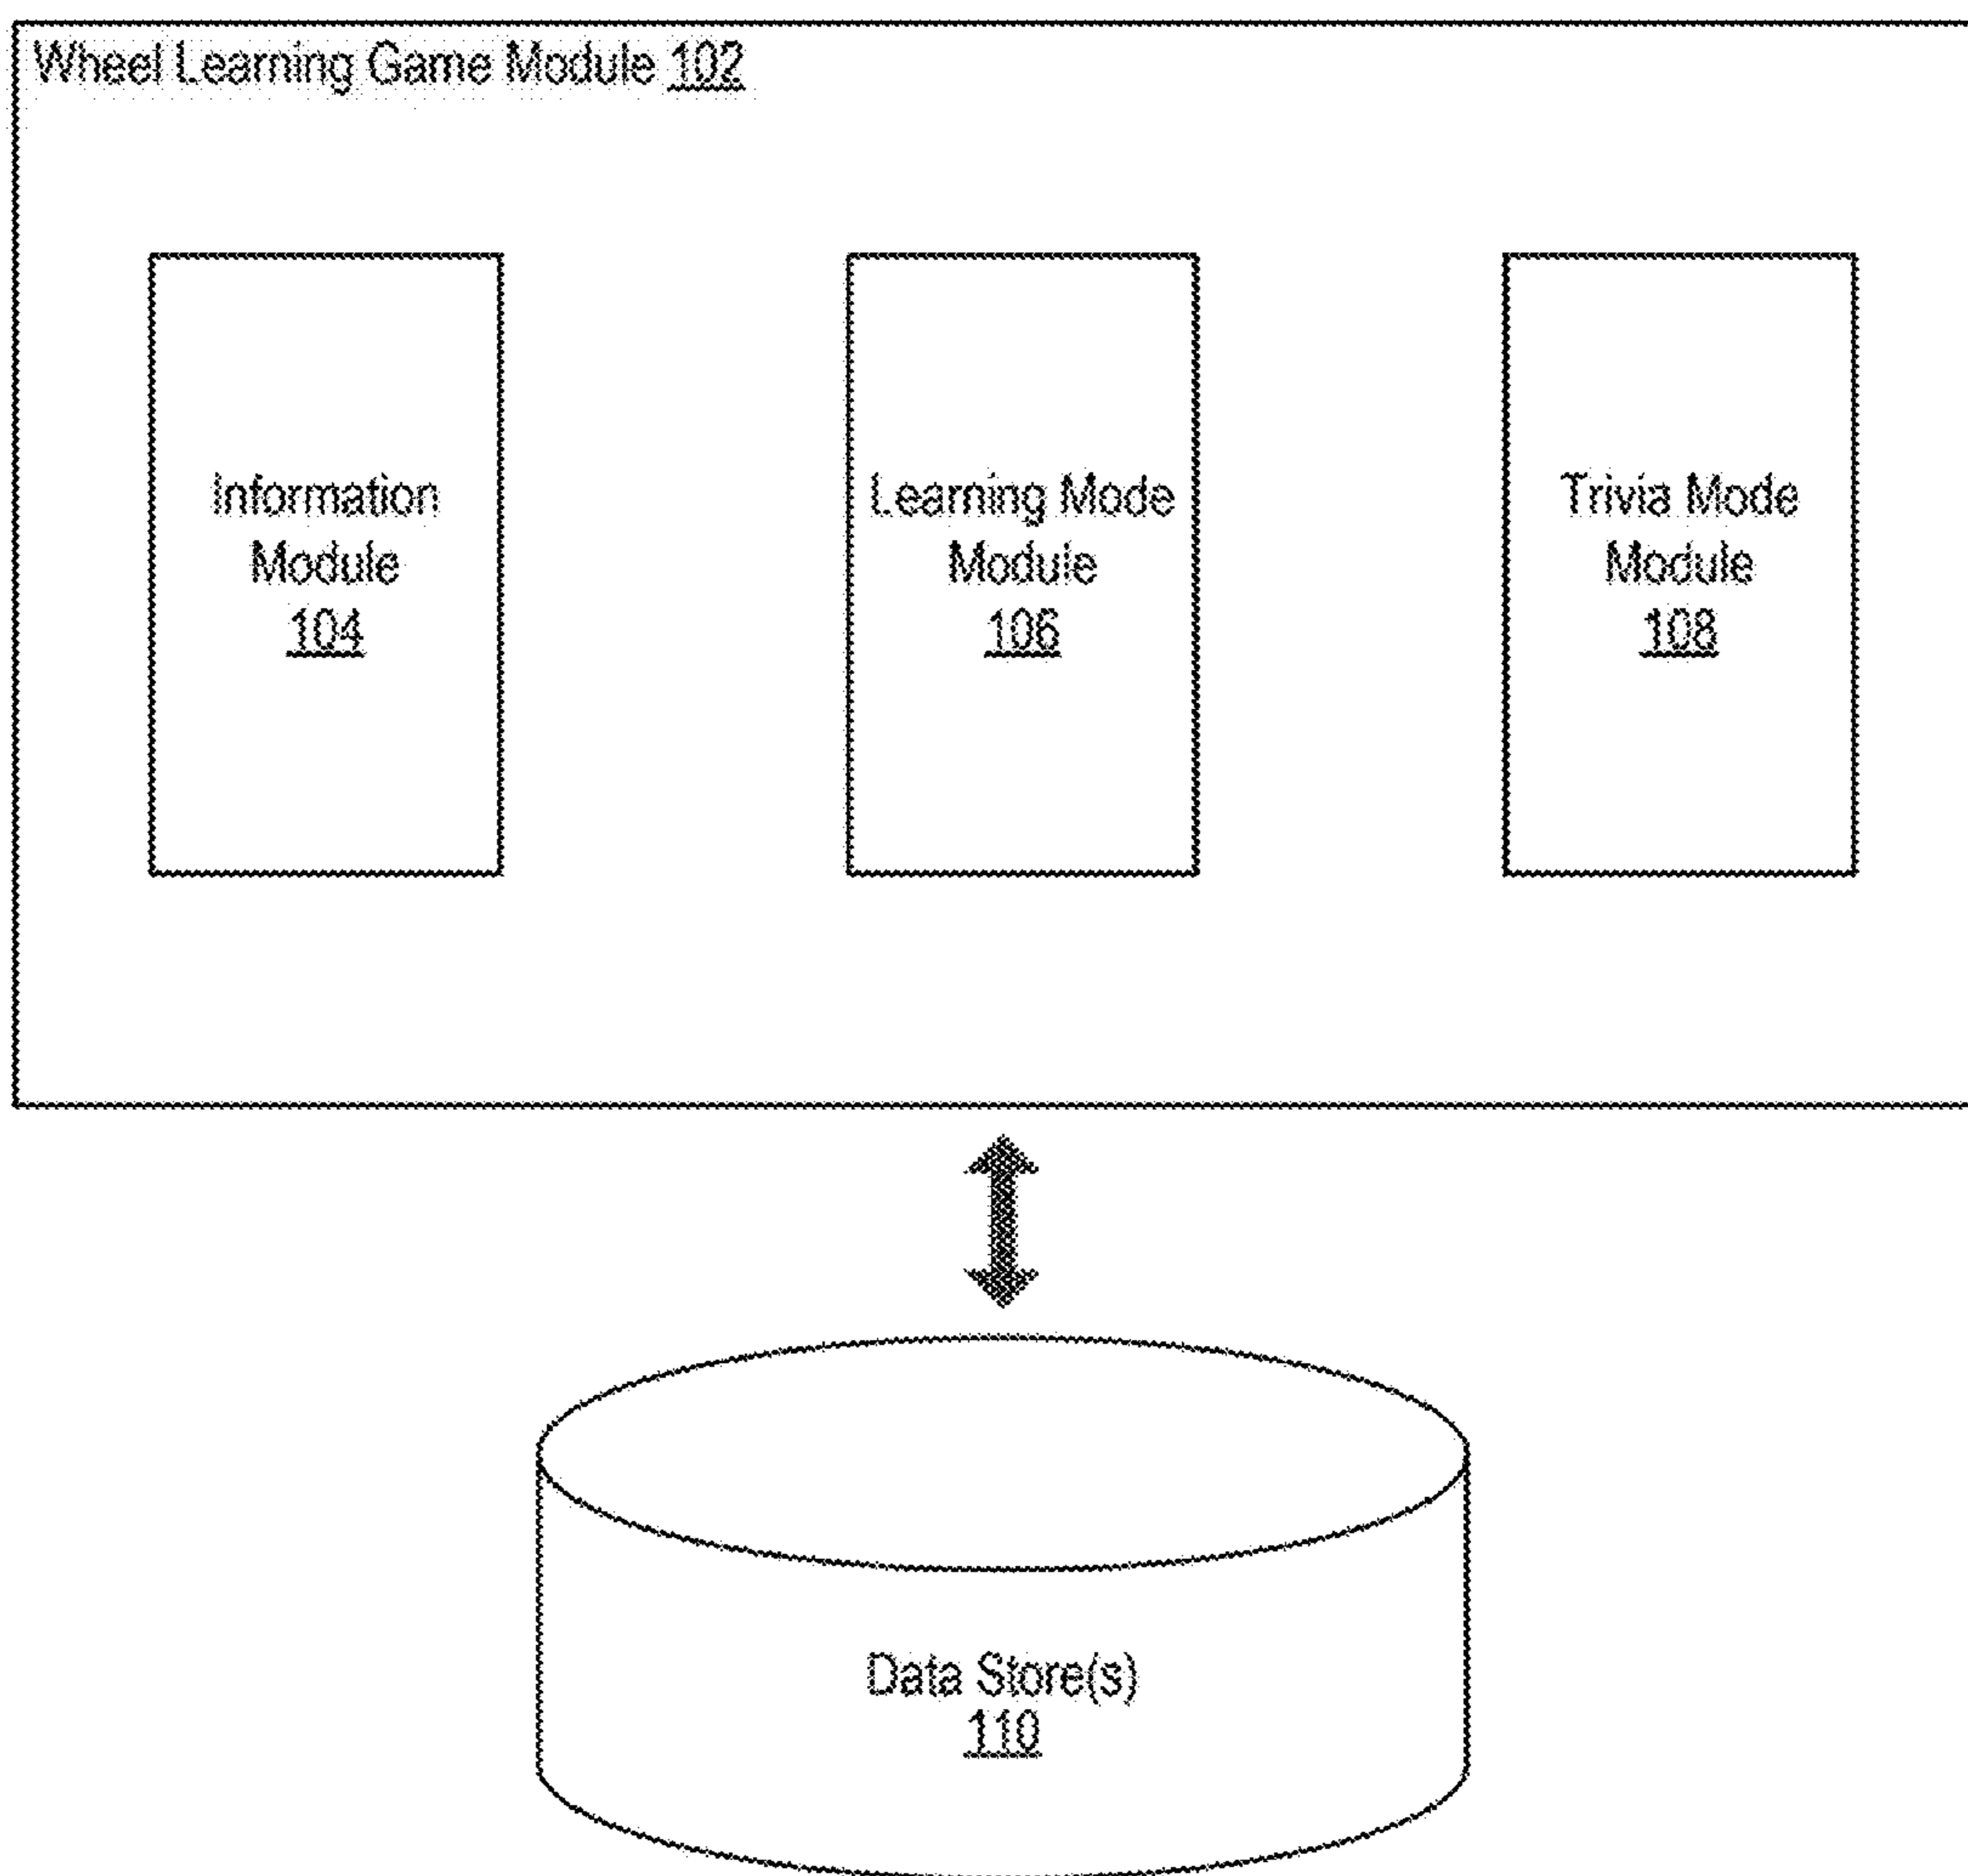 Wheel Learning Game Module 102
Information
Module
104
Learning Mode
Module
106
Trivia Mode
Module
108
Data Store(s)
110